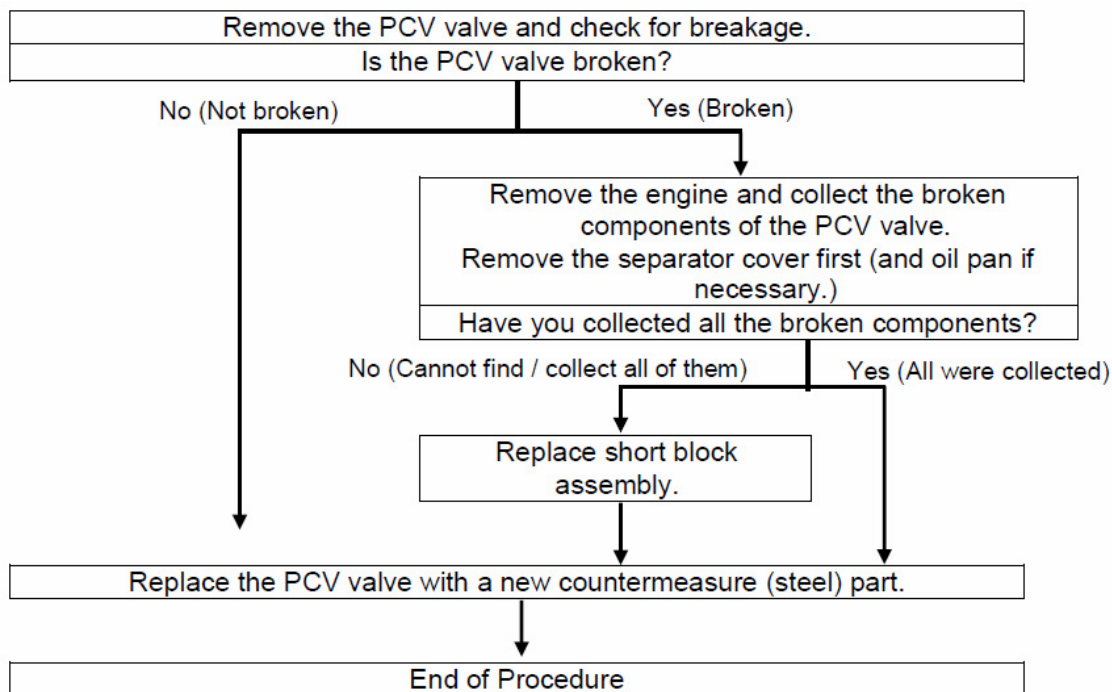 Remove the PCV valve and check for breakage.
Is the PCV valve broken?
No (Not broken)
Yes (Broken)
Remove the engine and collect the broken
components of the PCV valve.
Remove the separator cover first (and oil pan if
necessary.)
Have you collected all the broken components?
No (Cannot find / collect all of them)
Yes (All were collected)
Replace short block
assembly.
Replace the PCV valve with a new countermeasure (steel) part.
End of Procedure